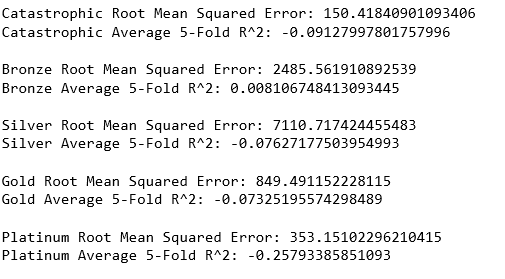 Catastrophic Root Mean Squared Error: 150.41840901093406
Catastrophic Average 5-Fold R^2: -0.09127997801757996
Bronze Root Mean Squared Error: 2485.561910892539
Bronze Average 5-Fold R^2: 0.008106748413093445
Silver Root Mean Squared Error: 7110.717424455483
Silver Average 5-Fold R^2: -0.07627177503954993
Gold Root Mean Squared Error: 849.491152228115
Gold Average 5-Fold R^2: -0.07325195574298489
Platinum Root Mean Squared Error: 353.15102296210415
Platinum Average 5-Fold R^2: -0.25793385851093